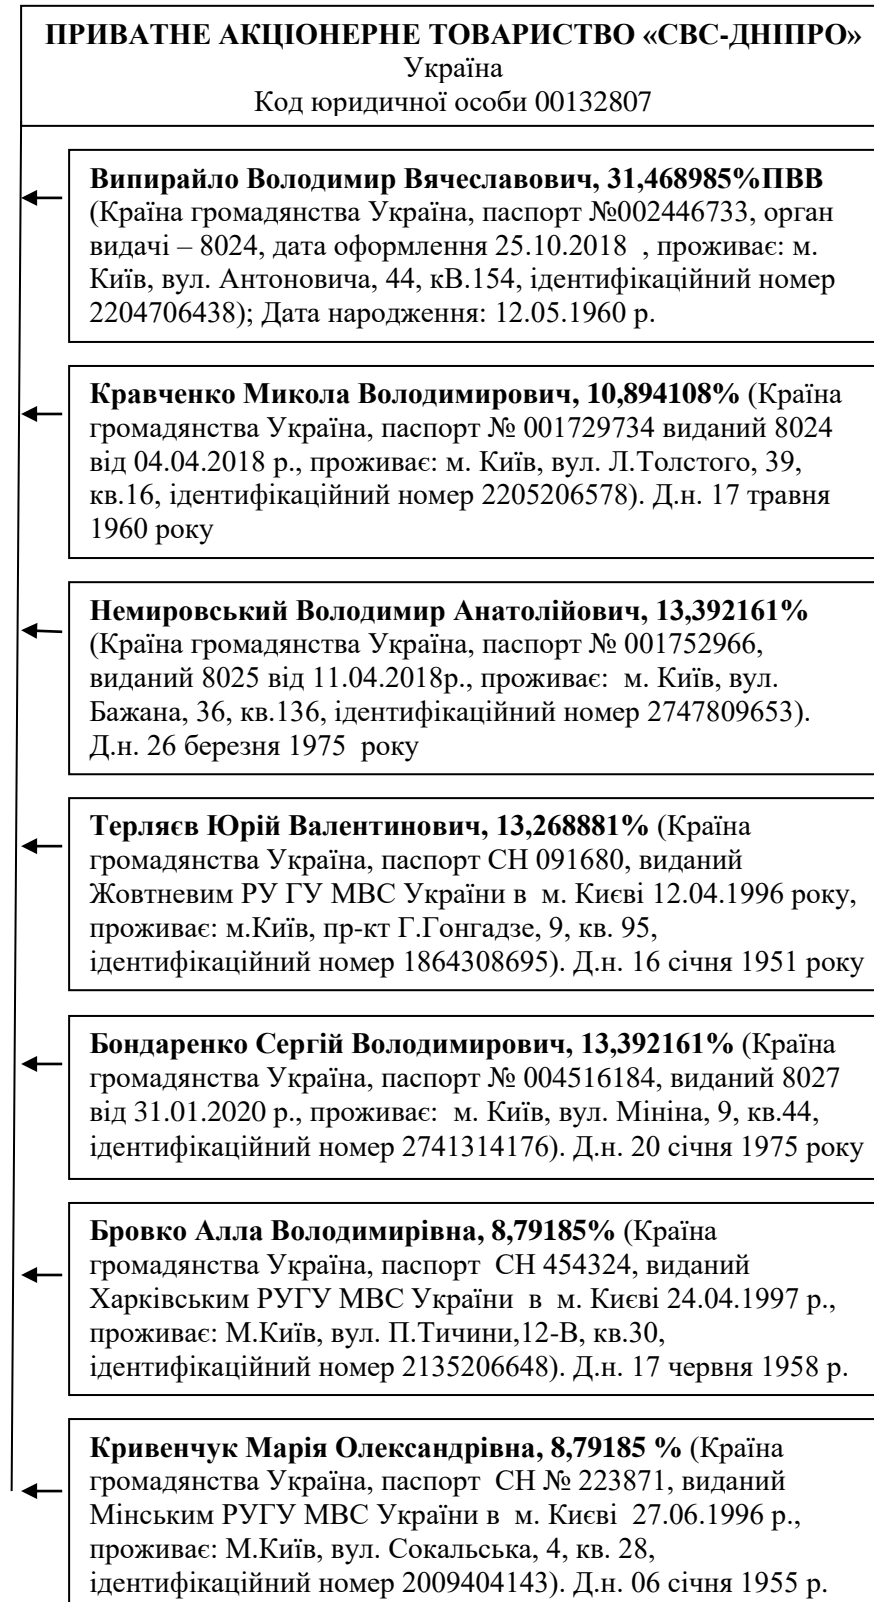 ПРИВАТНЕ АКЦІОНЕРНЕ ТОВАРИСТВО «СВС-ДНІПРО»
Україна
Код юридичної особи 00132807
Випирайло Володимир Вячеславович, 31,468985%ПВВ
(Країна громадянства Україна, паспорт №002446733, орган
видачі – 8024, дата оформлення 25.10.2018 , проживає: м.
Київ, вул. Антоновича, 44, кВ.154, ідентифікаційний номер
2204706438); Дата народження: 12.05.1960 р.
Кравченко Микола Володимирович, 10,894108% (Країна
громадянства Україна, паспорт № 001729734 виданий 8024
від 04.04.2018 р., проживає: м. Київ, вул. Л.Толстого, 39,
кв.16, ідентифікаційний номер 2205206578). Д.н. 17 травня
1960 року
Немировський Володимир Анатолійович, 13,392161%
(Країна громадянства Україна, паспорт № 001752966,
виданий 8025 від 11.04.2018р., проживає:  м. Київ, вул.
Бажана, 36, кв.136, ідентифікаційний номер 2747809653).
Д.н. 26 березня 1975  року
Терляєв Юрій Валентинович, 13,268881% (Країна
громадянства Україна, паспорт СН 091680, виданий
Жовтневим РУ ГУ МВС України в  м. Києві 12.04.1996 року,
проживає: м.Київ, пр-кт Г.Гонгадзе, 9, кв. 95,
ідентифікаційний номер 1864308695). Д.н. 16 січня 1951 року
Бондаренко Сергій Володимирович, 13,392161% (Країна
громадянства Україна, паспорт № 004516184, виданий 8027
від 31.01.2020 р., проживає:  м. Київ, вул. Мініна, 9, кв.44,
ідентифікаційний номер 2741314176). Д.н. 20 січня 1975 року
Бровко Алла Володимирівна, 8,79185% (Країна
громадянства Україна, паспорт  СН 454324, виданий
Харківським РУГУ МВС України  в  м. Києві 24.04.1997 р.,
проживає: М.Київ, вул. П.Тичини,12-В, кв.30,
ідентифікаційний номер 2135206648). Д.н. 17 червня 1958 р.
Кривенчук Марія Олександрівна, 8,79185 % (Країна
громадянства Україна, паспорт  СН № 223871, виданий
Мінським РУГУ МВС України в  м. Києві  27.06.1996 р.,
проживає: М.Київ, вул. Сокальська, 4, кв. 28,
ідентифікаційний номер 2009404143). Д.н. 06 січня 1955 р.